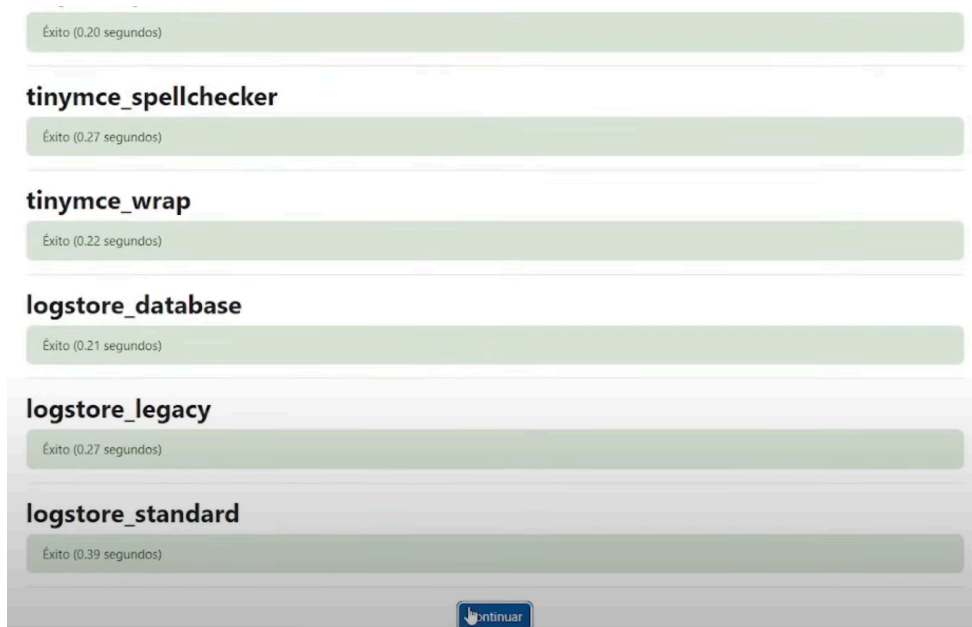 Éxito (0.20 segundos)
tinymce_spellchecker
Éxito (0.27 segundos)
tinymce_wrap
Éxito (0.22 segundos)
logstore_database
Éxito (0.21 segundos)
logstore_legacy
Éxito (0.27 segundos)
logstore_standard
Éxito (0.39 segundos)
Continuar